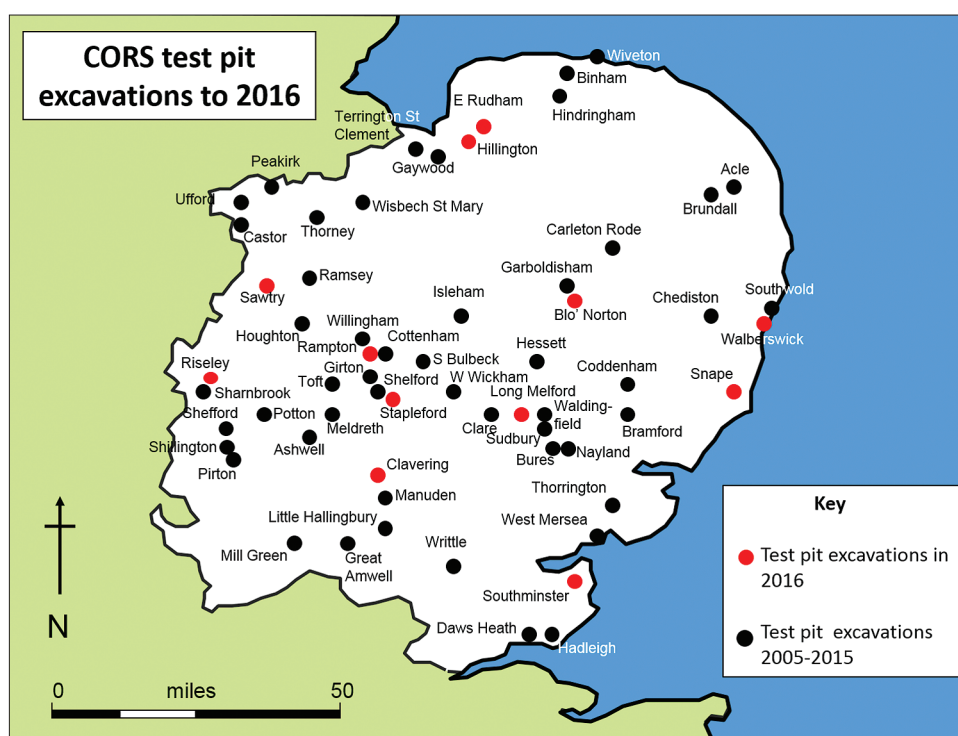 CORS test pit
excavations to 2016
Wiveton
Binham
Hindringham
E Rudham
Terrington St
Clement
Hillington
Gaywood
Peakirk
Acle
Ufford
Wisbech St Mary
Brundall
Thorney
Castor
Carleton Rode
Garboldisham
Ramsey
Sawtry
Isleham
Chediston
Southwold
Blo' Norton
Houghton
Willingham
Walberswick
Cottenham
Rampton
Hessett
S Bulbeck
Riseley
Girton
Coddenham
Snape
Toft
Shelford
W Wickham
Sharnbrook
Long Melford
Shefford
Potton
Stapleford
Walding-
field
Meldreth
Clare
Sudbury
Bramford
Shillington
Ashwell
Bures
Nayland
Pirton
Clavering
Manuden
Thorrington
Little Hallingbury
West Mersea
Mill Green
Great
Amwell
Writtle
Southminster
Daws Heath
Hadleigh
N
0
miles
50
Key
Test pit excavations in
2016
Test pit excavations
2005-2015